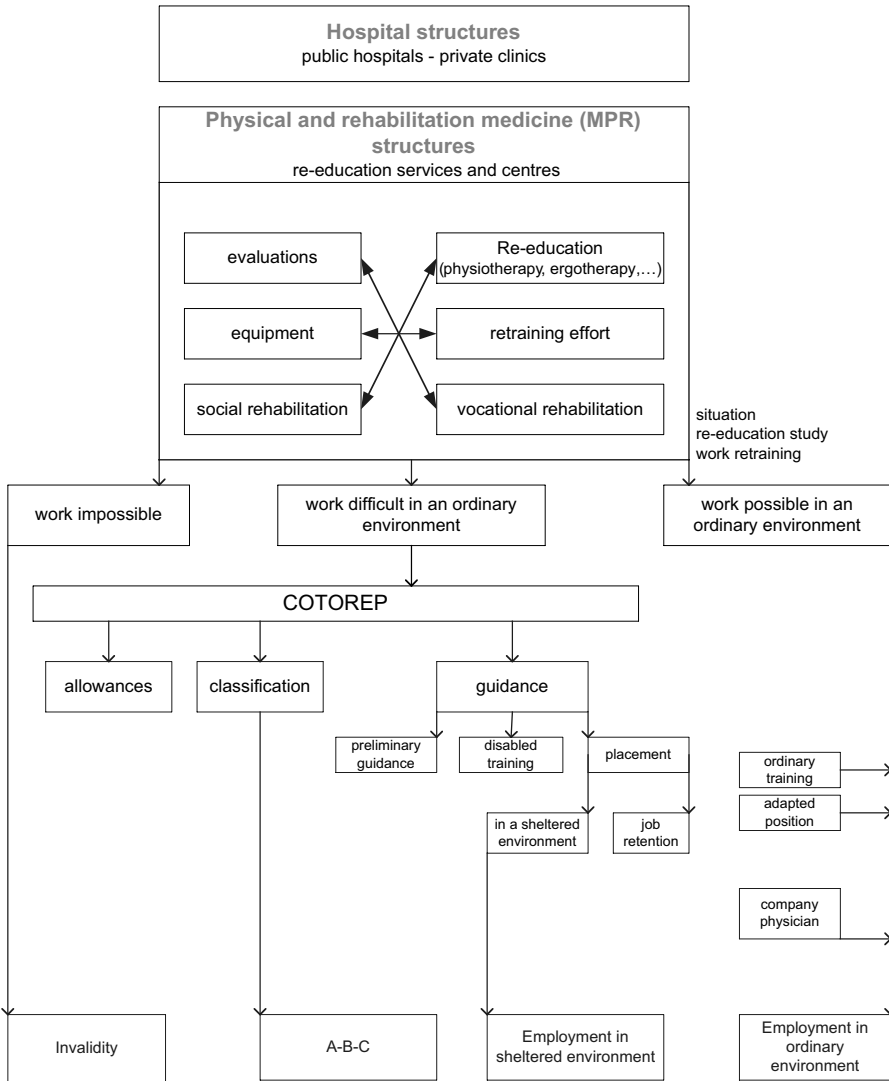 Hospital structures
public hospitals - private clinics
Physical and rehabilitation medicine (MPR)
structures
re-education services and centres
evaluations
Re-education
(physiotherapy, ergotherapy,...)
equipment
retraining effort
social rehabilitation
vocational rehabilitation
situation
re-education study
work retraining
work impossible
work difficult in an ordinary
environment
work possible in an
ordinary environment
COTOREP
allowances
classification
guidance
preliminary
guidance
disabled
training
placement
ordinary
training
adapted
position
in a sheltered
environment
job
retention
company
physician
Invalidity
A-B-C
Employment in
sheltered environment
Employment in
ordinary
environment